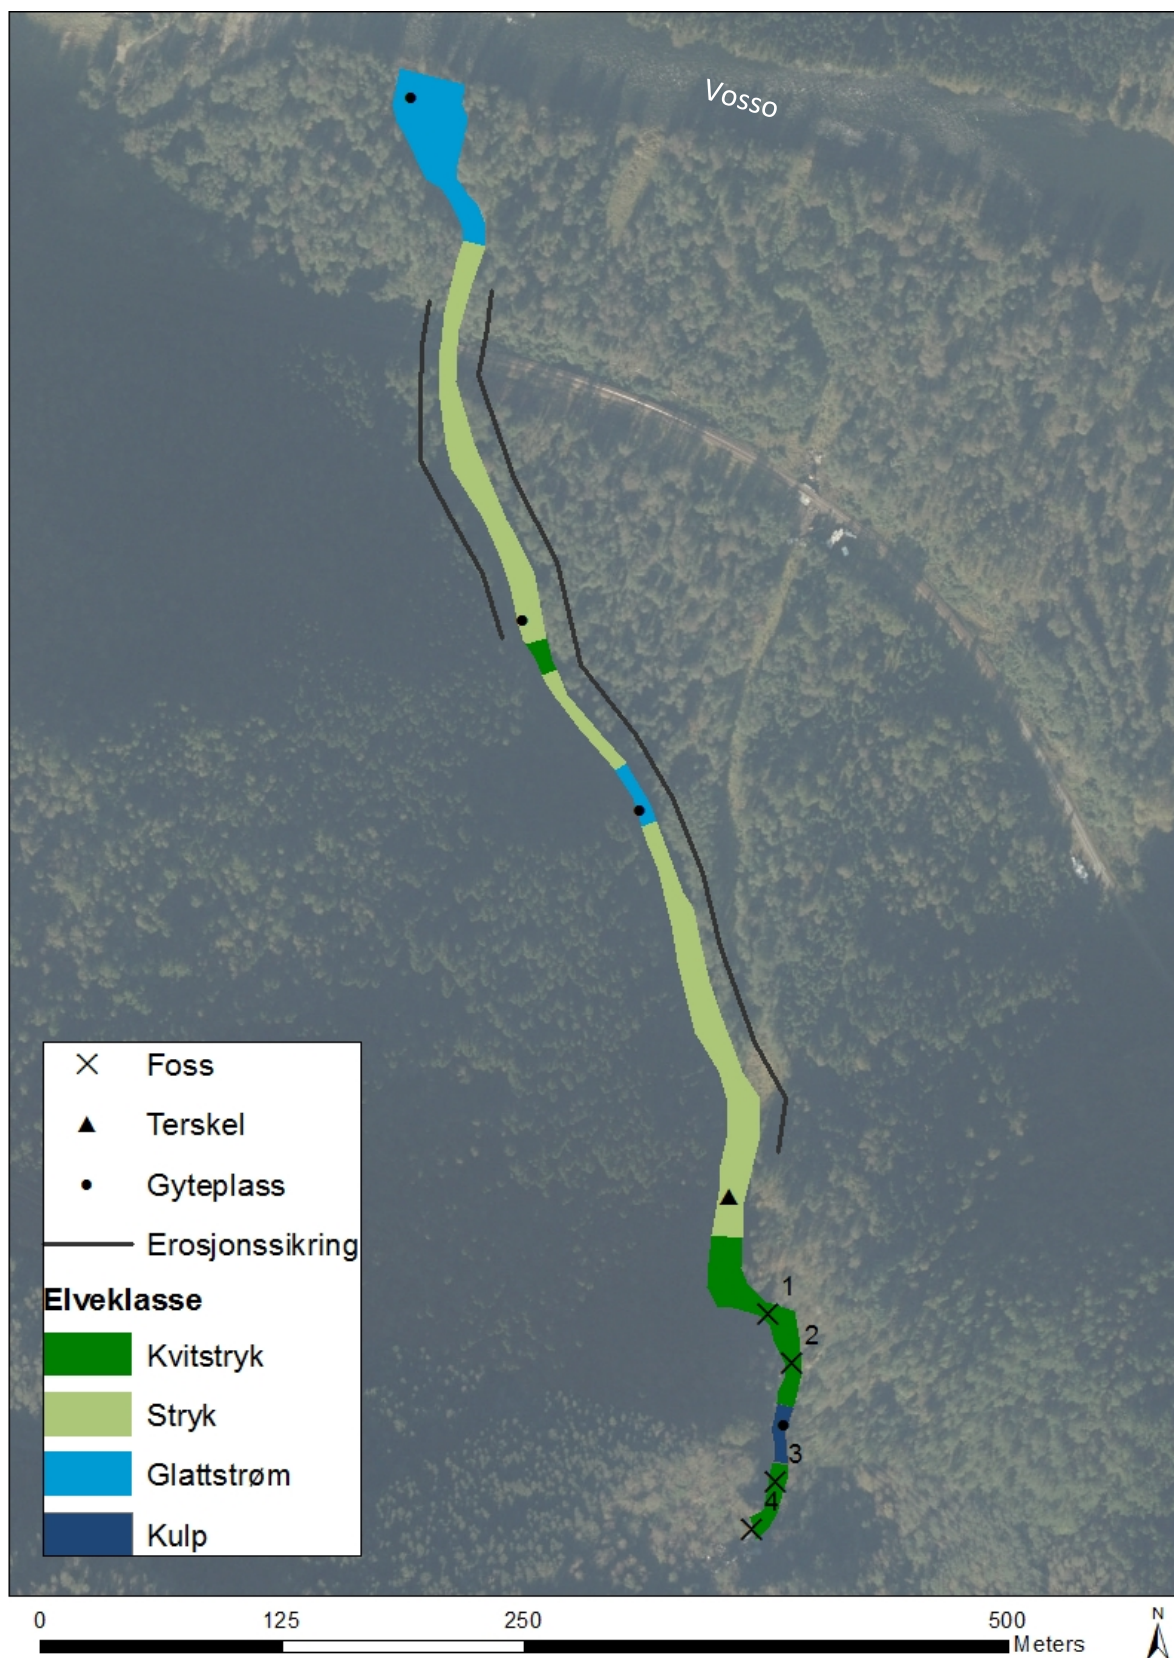 Vosso
1
2
3
4
Foss
Terskel
Gyteplass
Erosjonssikring
Elveklasse
Kvitstryk
Stryk
Glattstrøm
Kulp
0 125 250 500
Meters
N